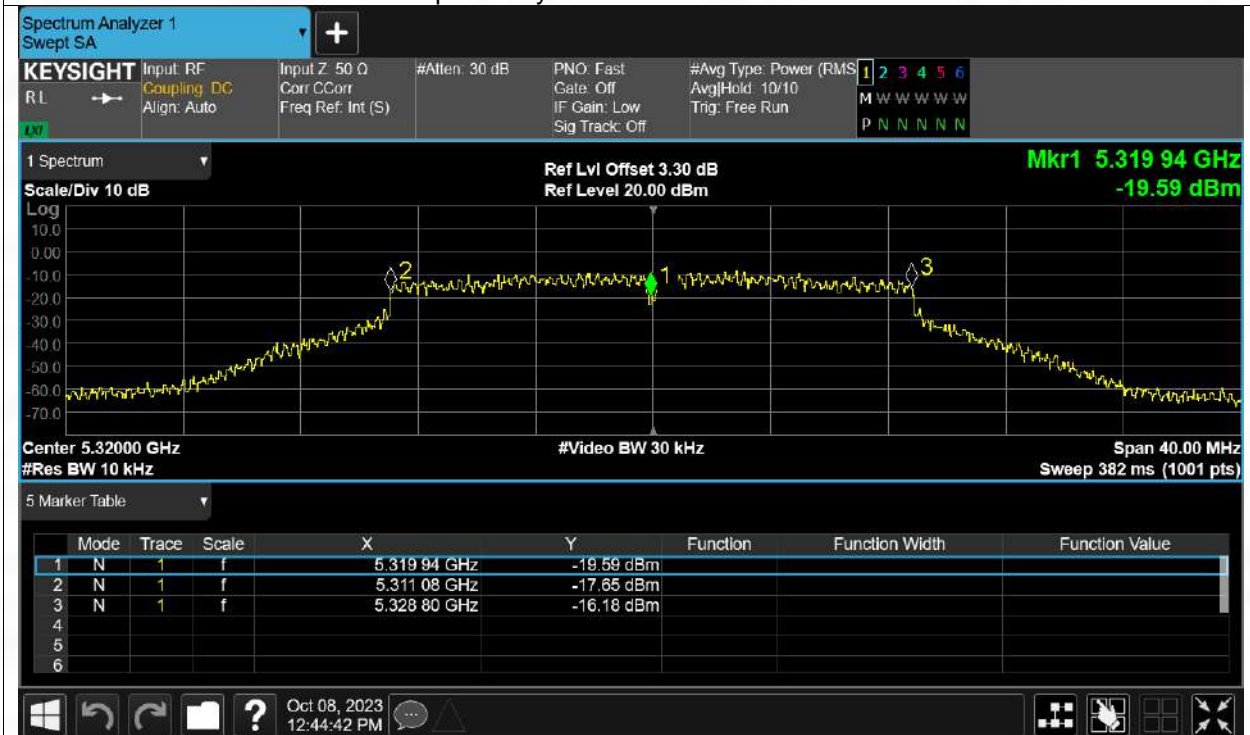 Spectrum Analyzer 1
Swept SA
+
KEYSIGHT
RL
LXI
Input: RF
Coupling: DC
Align: Auto
Input Z: 50 Ω
Corr CCorr
Freq Ref: Int (S)
#Atten: 30 dB
PNO: Fast
Gate: Off
IF Gain: Low
Sig Track: Off
#Avg Type: Power (RMS
Avg|Hold: 10/10
Trig: Free Run
1 2 3 4 5 6
M W W W W W
P N N N N N
1 Spectrum
Scale/Div 10 dB
Ref Lvl Offset 3.30 dB
Ref Level 20.00 dBm
Mkr1 5.319 94 GHz
-19.59 dBm
Log
10.0
0.00
-10.0
-20.0
-30.0
-40.0
-50.0
-60.0
-70.0
2
1
3
Center 5.32000 GHz
#Res BW 10 kHz
#Video BW 30 kHz
Span 40.00 MHz
Sweep 382 ms (1001 pts)
5 Marker Table
Mode Trace Scale X Y Function Function Width Function Value
1 N 1 f 5.319 94 GHz -19.59 dBm
2 N 1 f 5.311 08 GHz -17.65 dBm
3 N 1 f 5.328 80 GHz -16.18 dBm
4
5
6
?
Oct 08, 2023
12:44:42 PM